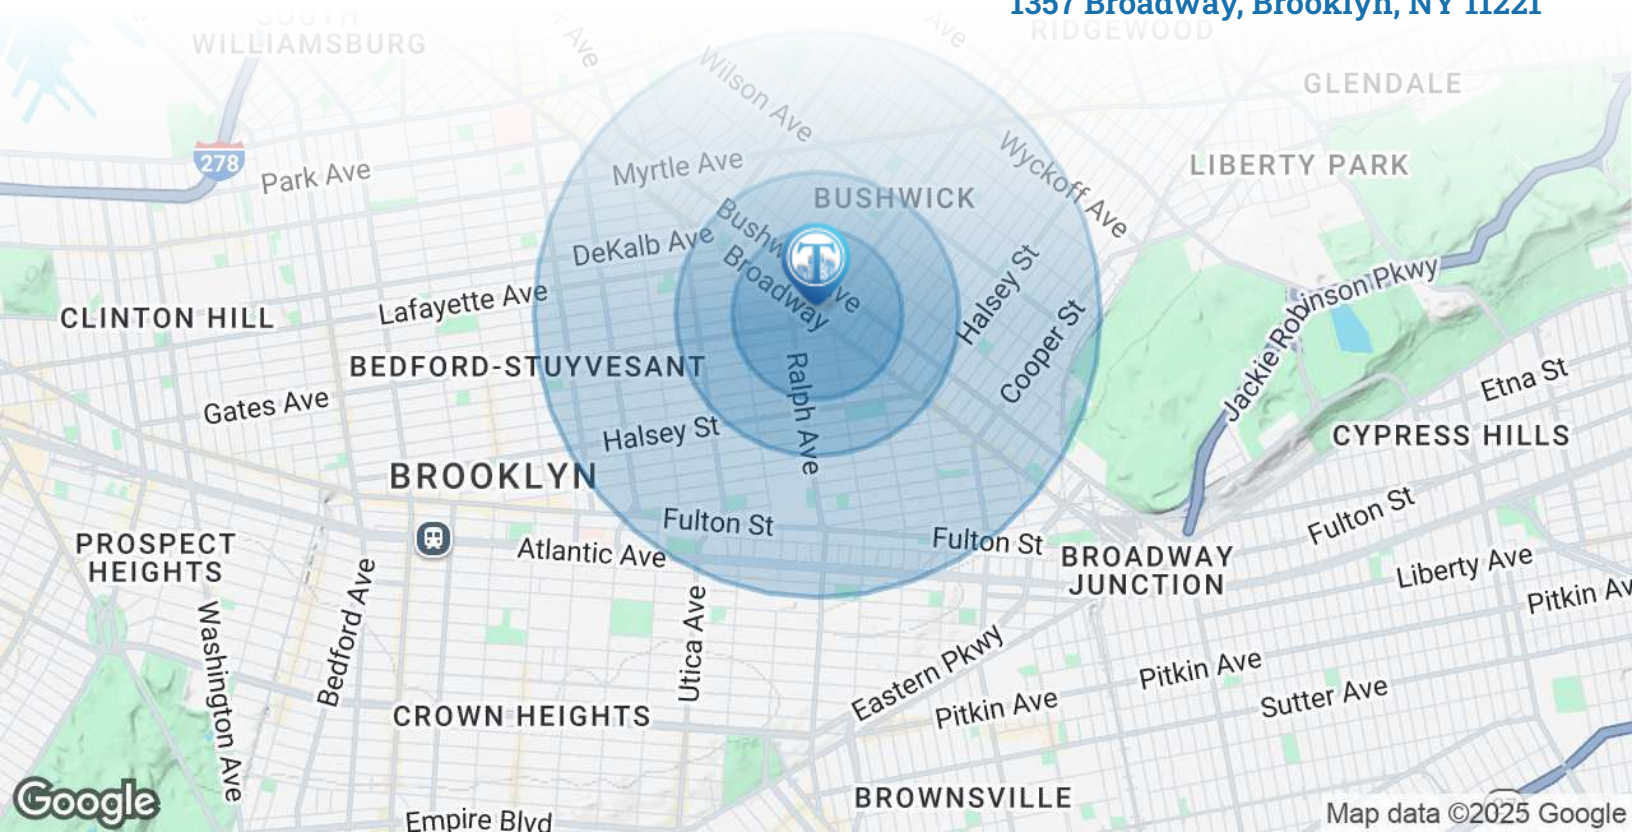 1357 Broadway, Brooklyn, NY 11221
SOUTH
WILLIAMSBURG
Ave
Ave
RIDGEWOOD
GLENDALE
Wilson Ave
278
Park Ave
Myrtle Ave
Wyckoff Ave
LIBERTY PARK
BUSHWICK
DeKalb Ave
Ave
Broadway
T
Lafayette Ave
CLINTON HILL
Halsey St
Cooper St
Jackie Robinson Pkwy
BEDFORD-STUYVESANT
Ralph Ave
Gates Ave
Halsey St
Etna St
CYPRESS HILLS
BROOKLYN
Fulton St
Fulton St
Fulton St
Atlantic Ave
PROSPECT
HEIGHTS
BROADWAY
JUNCTION
Liberty Ave
Pitkin Av
Washington Ave
Bedford Ave
Utica Ave
Eastern Pkwy
Pitkin Ave
Pitkin Ave
Sutter Ave
CROWN HEIGHTS
BROWNSVILLE
Google
Empire Blvd
Map data ©2025 Google